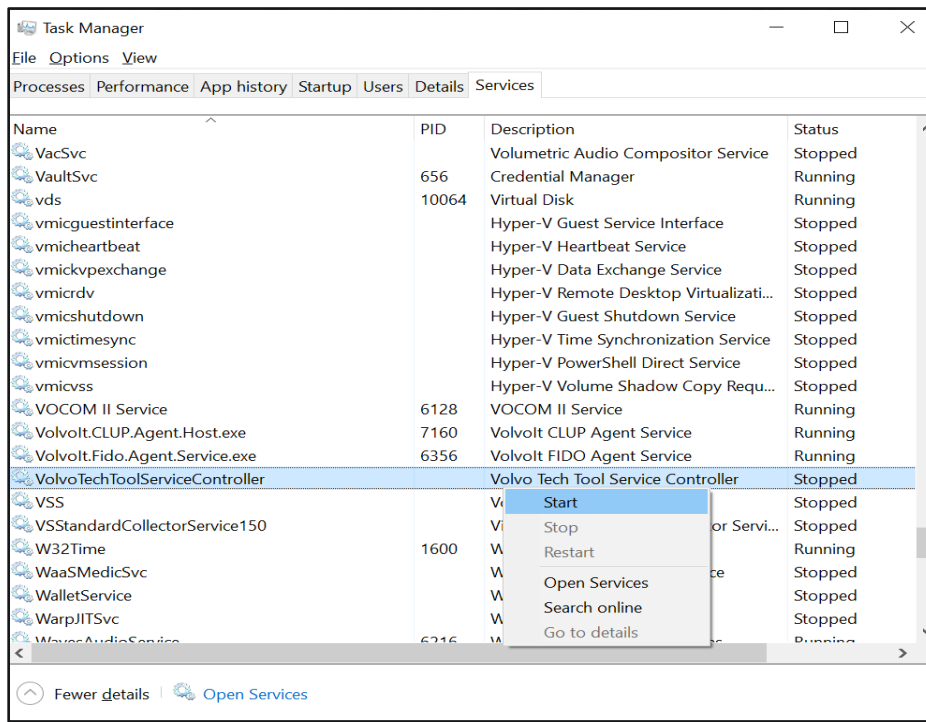 Task Manager
File Options View
Processes Performance App history Startup Users Details Services
Name PID Description Status
VacSvc Volumetric Audio Compositor Service Stopped
VaultSvc 656 Credential Manager Running
vds 10064 Virtual Disk Running
vmicguestinterface Hyper-V Guest Service Interface Stopped
vmicheartbeat Hyper-V Heartbeat Service Stopped
vmickvpexchange Hyper-V Data Exchange Service Stopped
vmicrdv Hyper-V Remote Desktop Virtualizati... Stopped
vmicshutdown Hyper-V Guest Shutdown Service Stopped
vmictimesync Hyper-V Time Synchronization Service Stopped
vmicvmsession Hyper-V PowerShell Direct Service Stopped
vmicvss Hyper-V Volume Shadow Copy Requ... Stopped
VOCOM II Service 6128 VOCOM II Service Running
VolvoIt.CLUP.Agent.Host.exe 7160 VolvoIt CLUP Agent Service Running
VolvoIt.Fido.Agent.Service.exe 6356 VolvoIt FIDO Agent Service Running
VolvoTechToolServiceController Volvo Tech Tool Service Controller Stopped
VSS Start Stopped
VSStandardCollectorService150 Stop or Servi... Stopped
W32Time 1600 Restart Running
WaaSMedicSvc Open Services Stopped
WalletService Search online Stopped
WarpJITSvc Go to details Stopped
WavesAudioService 6216 Running
Fewer details Open Services